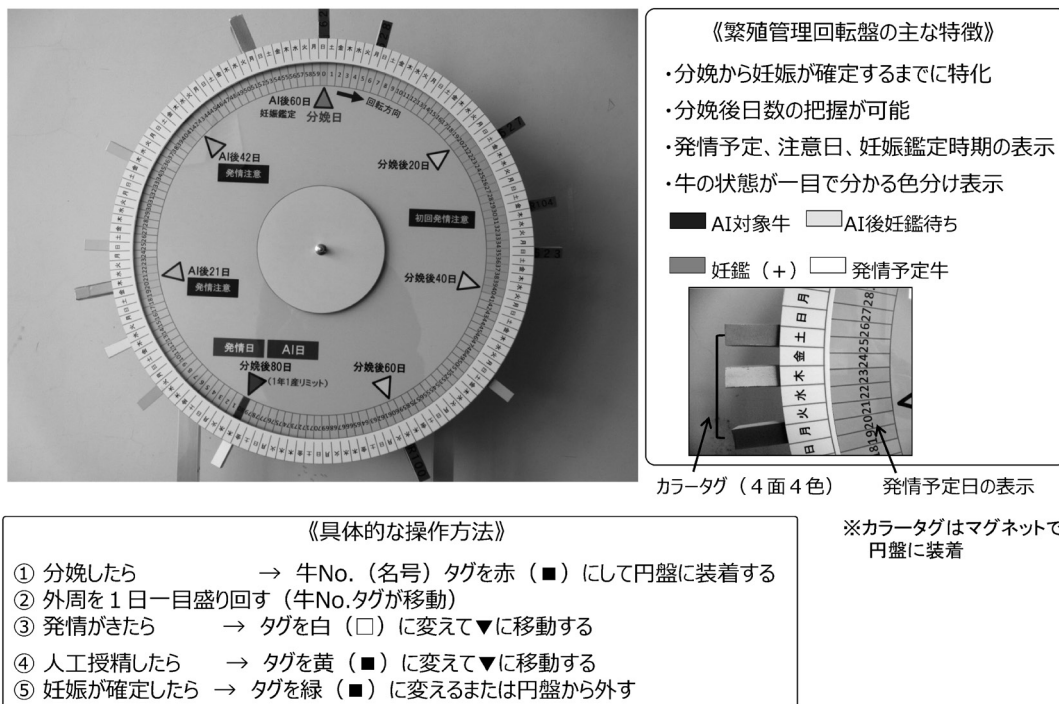 《繁殖管理回転盤の主な特徴》
・分娩から妊娠が確定するまでに特化
・分娩後日数の把握が可能
・発情予定、注意日、妊娠鑑定時期の表示
・牛の状態が一目で分かる色分け表示
AI対象牛 AI後妊鑑待ち
妊鑑（+） 発情予定牛
AI後60日
妊娠鑑定
分娩日
回転方向
AI後42日
発情注意
分娩後20日
初回発情注意
AI後21日
発情注意
分娩後40日
発情日 AI日
分娩後80日
(1年1産リミット)
分娩後60日
日月火水木金土日月
カラータグ（４面４色） 発情予定日の表示
※カラータグはマグネットで
円盤に装着
《具体的な操作方法》
① 分娩したら → 牛No.（名号）タグを赤（■）にして円盤に装着する
② 外周を１日一目盛り回す（牛No.タグが移動）
③ 発情がきたら → タグを白（□）に変えて▼に移動する
④ 人工授精したら → タグを黄（■）に変えて▼に移動する
⑤ 妊娠が確定したら → タグを緑（■）に変えるまたは円盤から外す